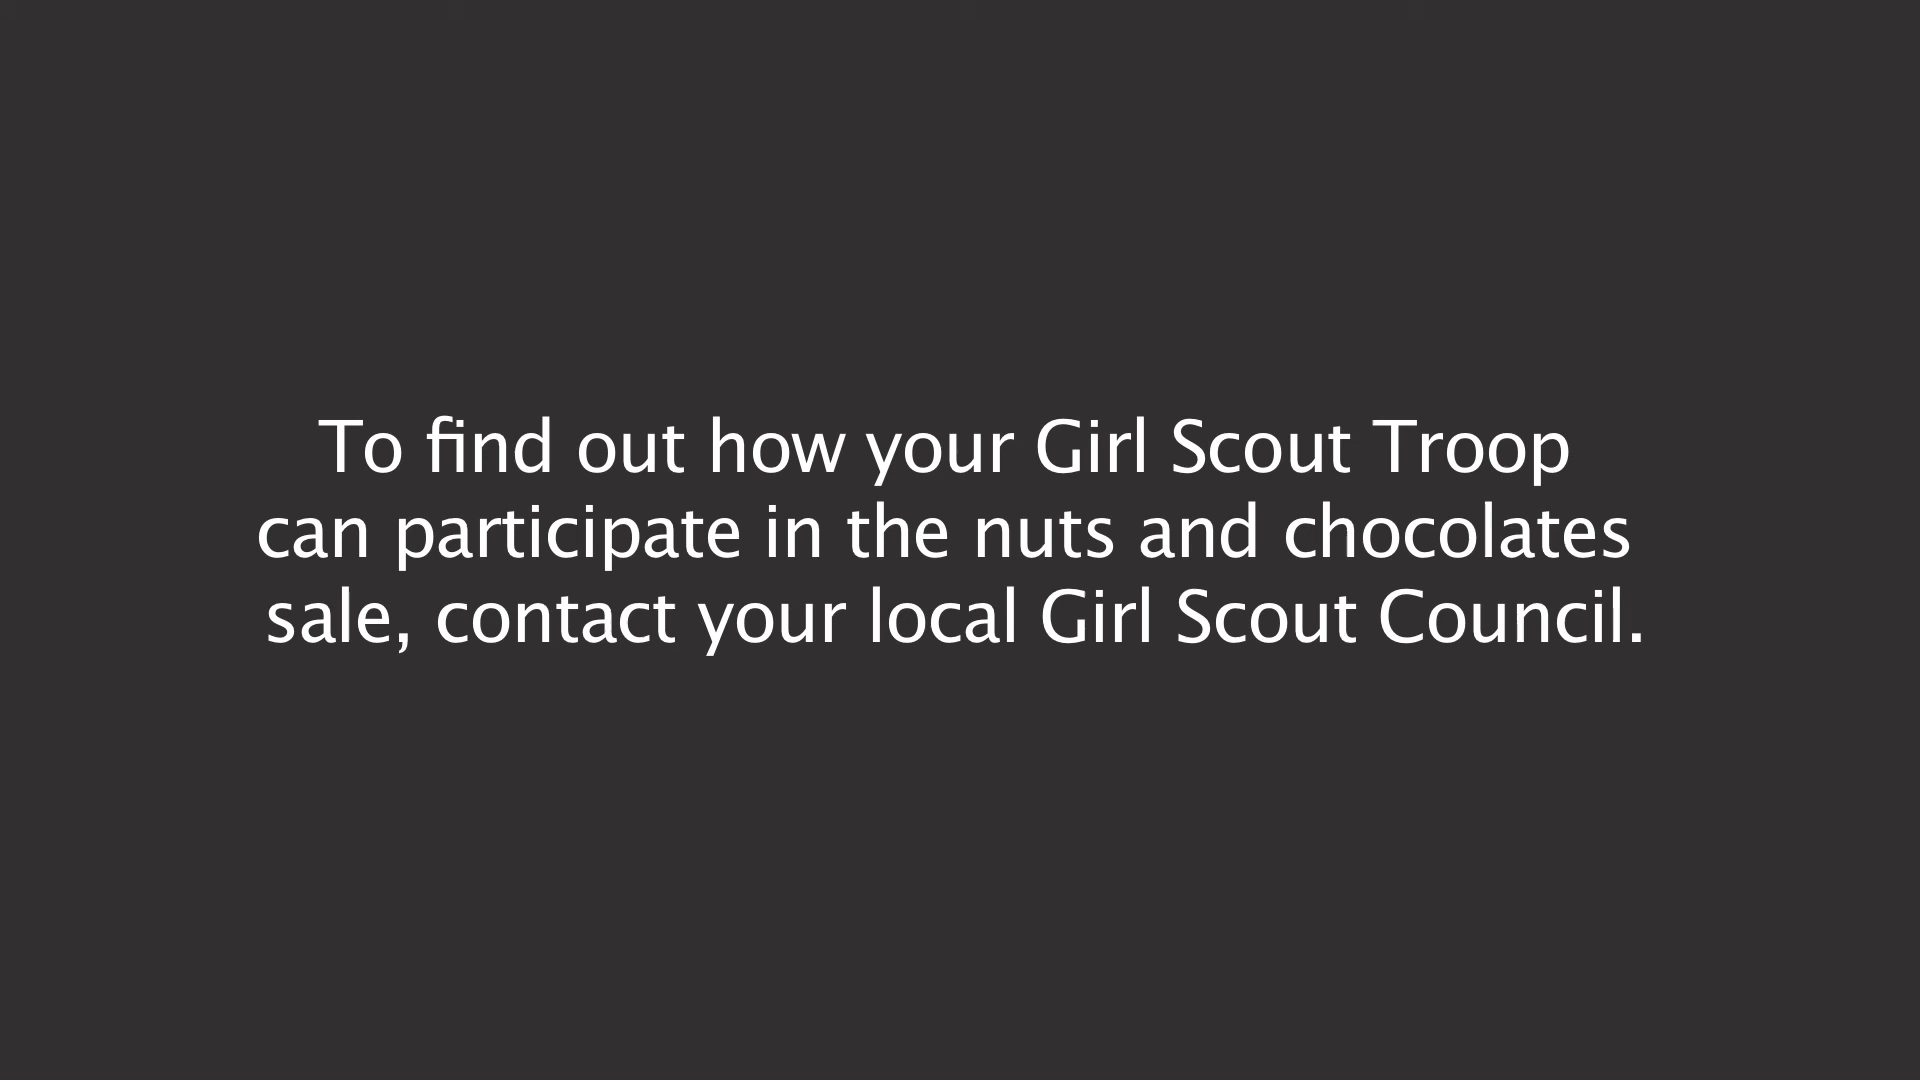 To find out how your Girl Scout Troop
can participate in the nuts and chocolates
sale, contact your local Girl Scout Council.